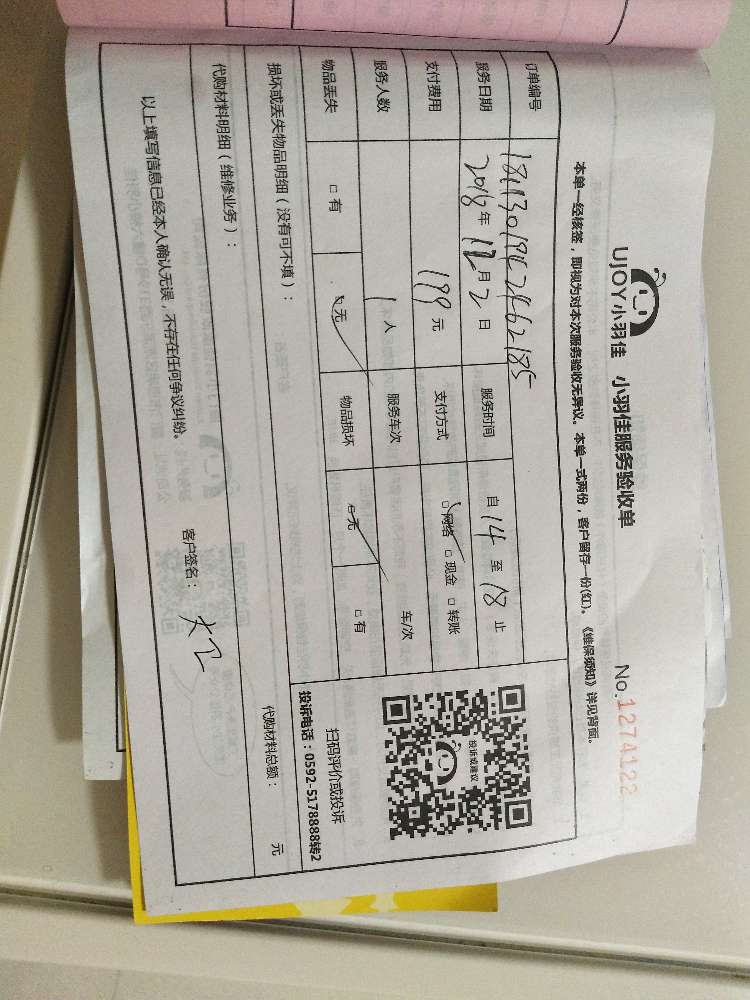 UJOY小羽佳 小羽佳服务验收单 No.1274122
本单一经核签，即视为对本次服务验收无异议。本单一式两份，客户留存一份(红)。《维保须知》详见背面。
订单编号
服务日期 2018年12月2日 服务时间 自14至18止
支付费用 199元 支付方式 □网络 □现金 □转账
服务人数 1人 服务车次 车/次
物品丢失 □有 □无 物品损坏 □无 □有
投诉或建议
扫码评价或投诉
投诉电话：0592-5178888转2
损坏或丢失物品明细（没有可不填）：
代购材料明细（维修业务）： 代购材料总额： 元
以上填写信息已经本人确认无误，不存在任何争议纠纷。 客户签名：